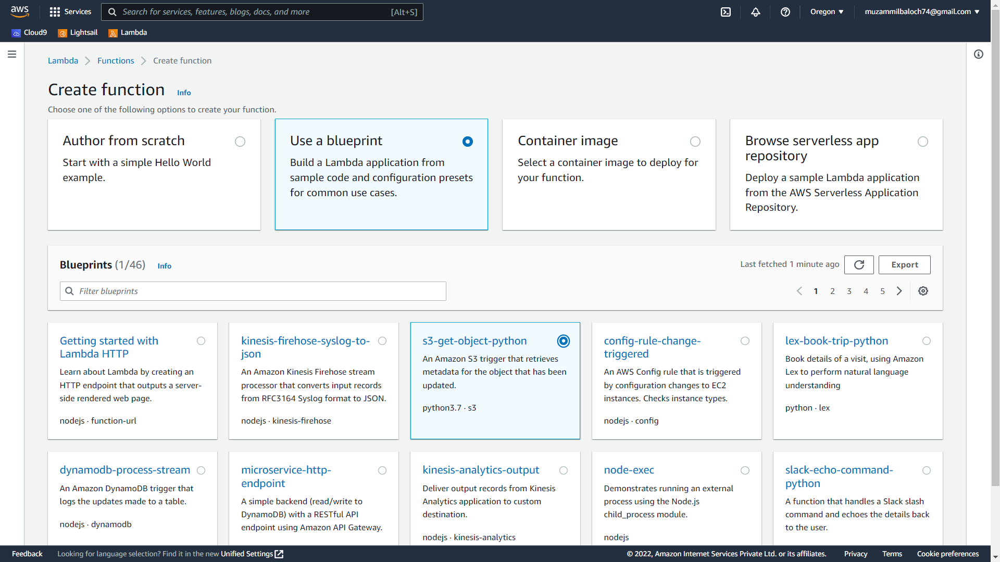 aws
Services
Search for services, features, blogs, docs, and more
[Alt+S]
Oregon
muzammilbaloch74@gmail.com
Cloud9
Lightsail
Lambda
Lambda
Functions
Create function
Create function
Info
Choose one of the following options to create your function.
Author from scratch
Start with a simple Hello World
example.
Use a blueprint
Build a Lambda application from
sample code and configuration presets
for common use cases.
Container image
Select a container image to deploy for
your function.
Browse serverless app
repository
Deploy a sample Lambda application
from the AWS Serverless Application
Repository.
Blueprints (1/46)
Info
Last fetched 1 minute ago
Export
Filter blueprints
1
2
3
4
5
Getting started with
Lambda HTTP
Learn about Lambda by creating an
HTTP endpoint that outputs a server-
side rendered web page.
nodejs · function-url
kinesis-firehose-syslog-to-
json
An Amazon Kinesis Firehose stream
processor that converts input records
from RFC3164 Syslog format to JSON.
nodejs · kinesis-firehose
s3-get-object-python
An Amazon S3 trigger that retrieves
metadata for the object that has been
updated.
python3.7 · s3
config-rule-change-
triggered
An AWS Config rule that is triggered
by configuration changes to EC2
instances. Checks instance types.
nodejs · config
lex-book-trip-python
Book details of a visit, using Amazon
Lex to perform natural language
understanding
python · lex
dynamodb-process-stream
An Amazon DynamoDB trigger that
logs the updates made to a table.
nodejs · dynamodb
microservice-http-
endpoint
A simple backend (read/write to
DynamoDB) with a RESTful API
endpoint using Amazon API Gateway.
kinesis-analytics-output
Deliver output records from Kinesis
Analytics application to custom
destination.
nodejs · kinesis-analytics
node-exec
Demonstrates running an external
process using the Node.js
child_process module.
nodejs
slack-echo-command-
python
A function that handles a Slack slash
command and echoes the details back
to the user.
Feedback
Looking for language selection? Find it in the new Unified Settings
© 2022, Amazon Internet Services Private Ltd. or its affiliates.
Privacy
Terms
Cookie preferences